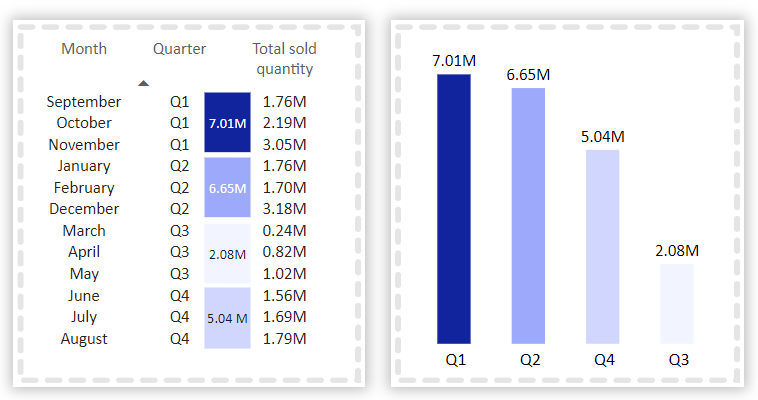 Month Quarter Total sold
quantity
September Q1 1.76M
October Q1 7.01M 2.19M
November Q1 3.05M
January Q2 1.76M
February Q2 6.65M 1.70M
December Q2 3.18M
March Q3 0.24M
April Q3 2.08M 0.82M
May Q3 1.02M
June Q4 1.56M
July Q4 5.04 M 1.69M
August Q4 1.79M
7.01M
6.65M
5.04M
2.08M
Q1 Q2 Q4 Q3